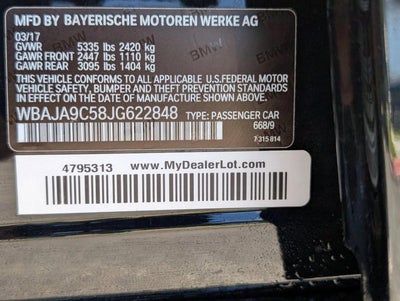 MFD BY BAYERISCHE MOTOREN WERKE AG
03/17
GVWR 5335 lbs 2420 kg
GAWR FRONT 2447 lbs 1110 kg
GAWR REAR 3095 lbs 1404 kg
THIS VEHICLE CONFORMS TO ALL APPLICABLE U.S.FEDERAL MOTOR
VEHICLE SAFETY, BUMPER, AND THEFT PREVENTION STANDARDS
IN EFFECT ON THE DATE OF MANUFACTURE SHOWN ABOVE.
WBAJA9C58JG622848 TYPE: PASSENGER CAR
668/9
7-315 814
4795313 www.MyDealerLot.com